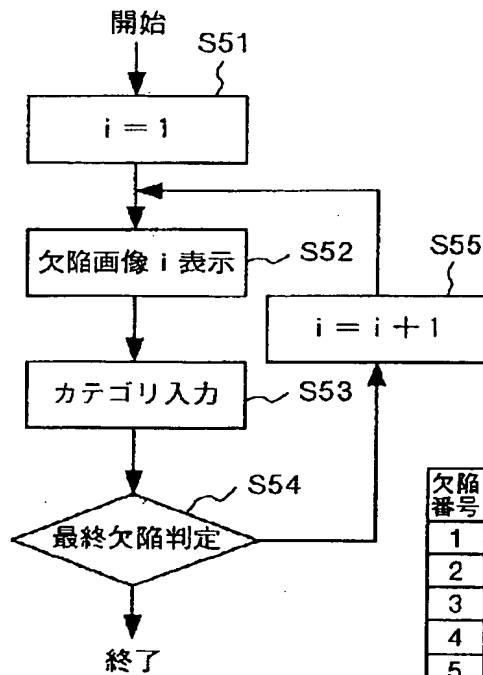 開始
S51
i = 1
欠陥画像 i 表示
S52
S55
i = i + 1
カテゴリ入力
S53
S54
最終欠陥判定
終了
欠陥
番号
1
2
3
4
5